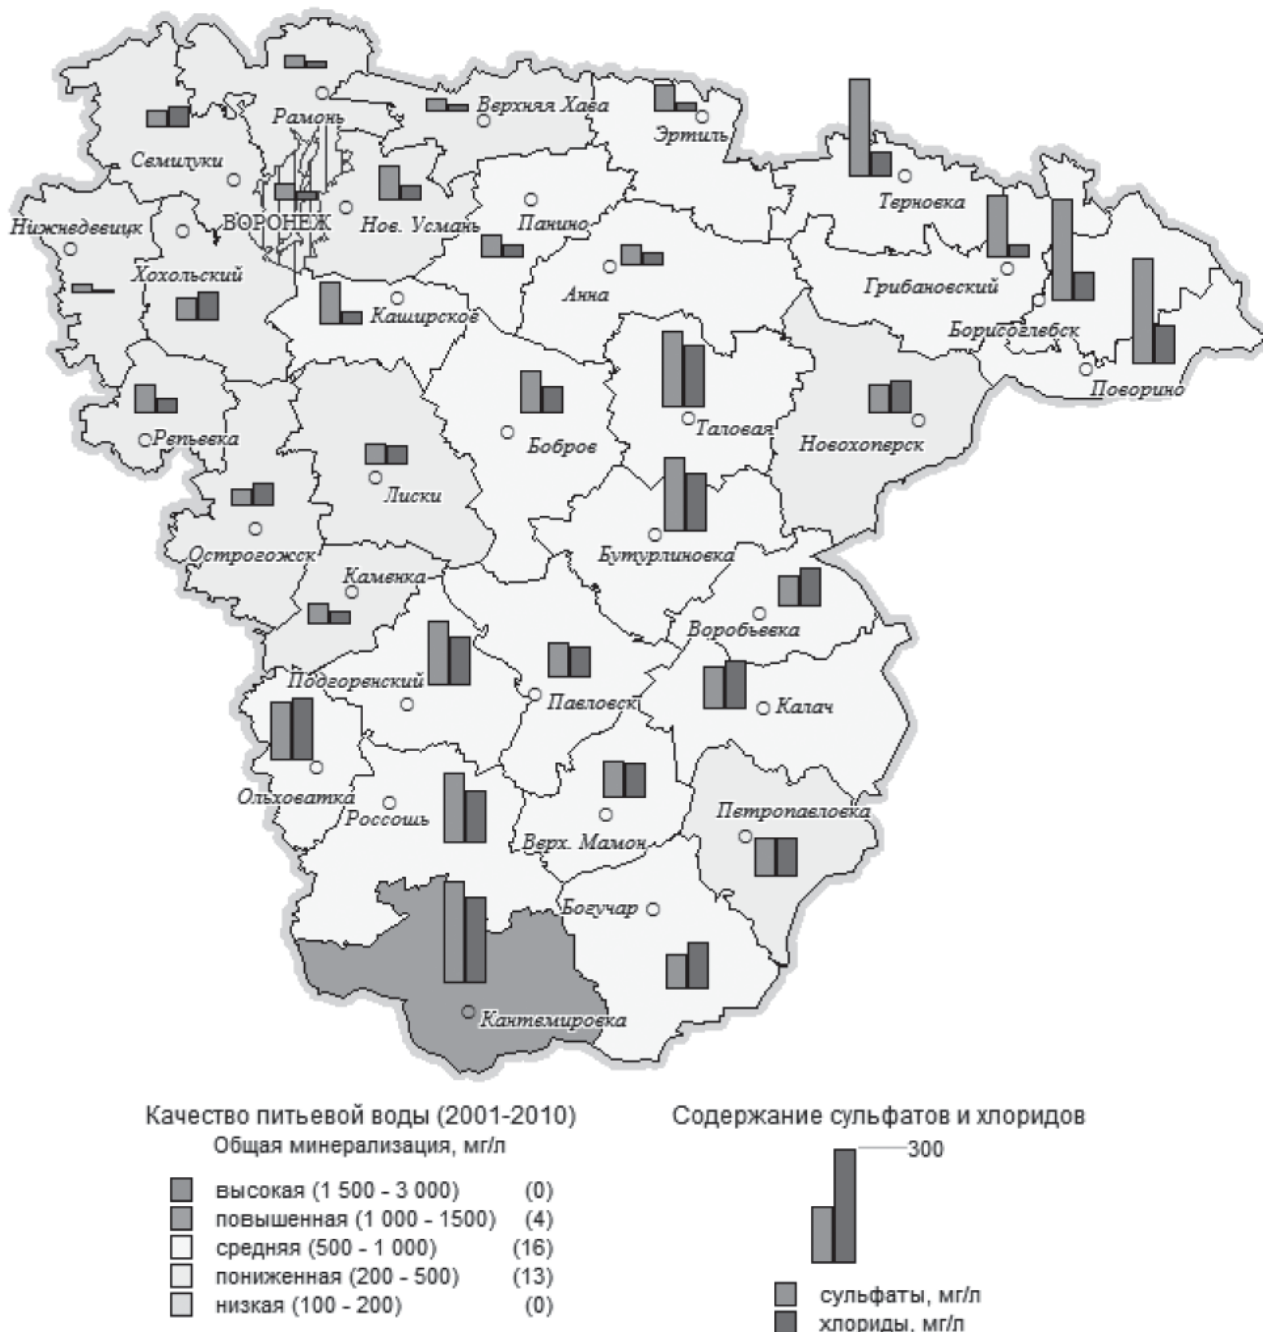 Рамонь
Верхняя Хава
Эртиль
Семилуки
Терновка
Нижнедевицк
ВОРОНЕЖ
Нов. Усмань
Панино
Хохольский
Анна
Грибановский
Каширское
Борисоглебск
Поворино
Репьевка
Бобров
Таловая
Новохоперск
Лиски
Острогожск
Бутурлиновка
Каменка
Воробьевка
Подгоренский
Павловск
Калач
Ольховатка
Россошь
Верх. Мамон
Петропавловка
Богучар
Кантемировка
Качество питьевой воды (2001-2010)
Общая минерализация, мг/л
высокая (1 500 - 3 000) (0)
повышенная (1 000 - 1500) (4)
средняя (500 - 1 000) (16)
пониженная (200 - 500) (13)
низкая (100 - 200) (0)
Содержание сульфатов и хлоридов
300
сульфаты, мг/л
хлориды, мг/л